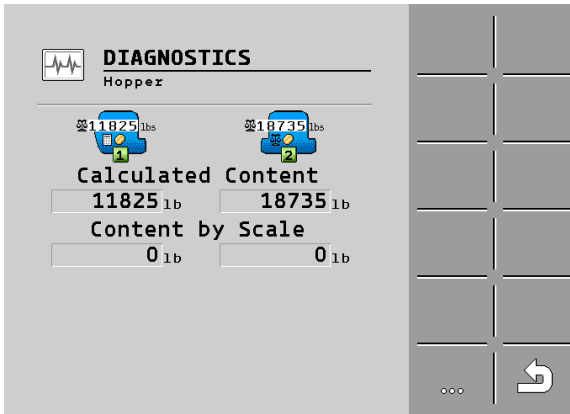 DIAGNOSTICS
Hopper
11825 lbs 18735 lbs
1 2
Calculated Content
11825 lb 18735 lb
Content by Scale
0 lb 0 lb
...